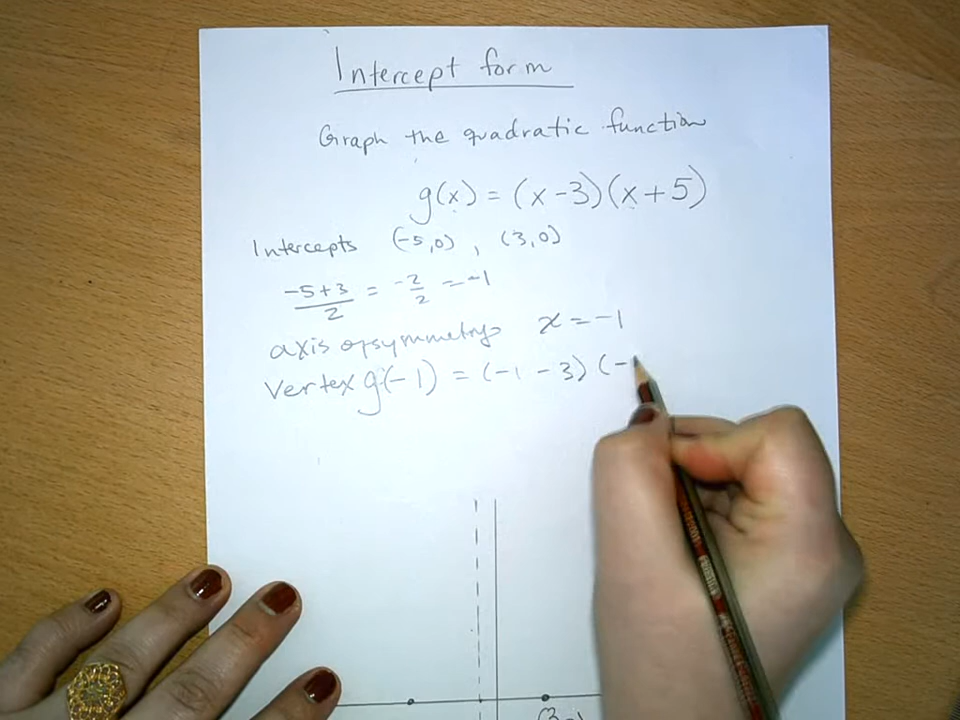 Intercept form
Graph the quadratic function
g(x) = (x-3)(x+5)
Intercepts (-5,0) , (3,0)
-5+3/2 = -2/2 = -1
axis of symmetry x = -1
Vertex g(-1) = (-1 - 3) (-1